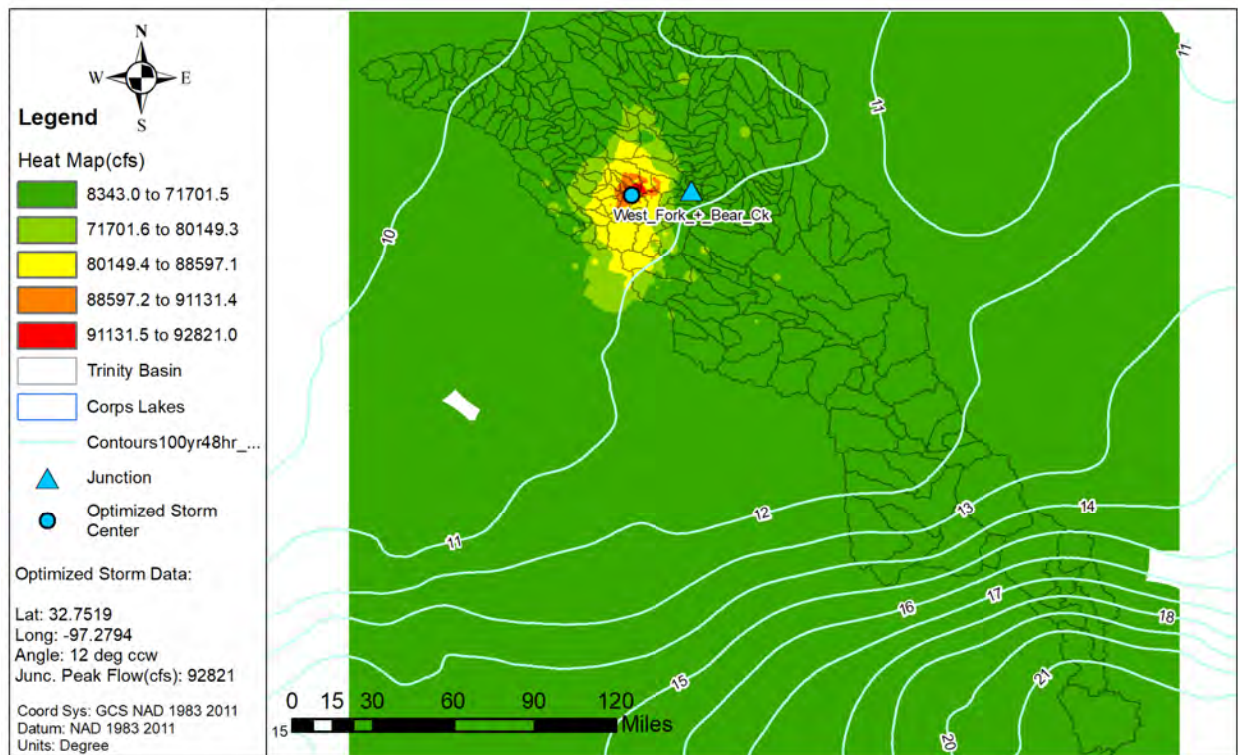 N
W E
S
Legend
Heat Map(cfs)
8343.0 to 71701.5
71701.6 to 80149.3
80149.4 to 88597.1
88597.2 to 91131.4
91131.5 to 92821.0
Trinity Basin
Corps Lakes
Contours100yr48hr_...
Junction
Optimized Storm
Center
Optimized Storm Data:
Lat: 32.7519
Long: -97.2794
Angle: 12 deg ccw
Junc. Peak Flow(cfs): 92821
Coord Sys: GCS NAD 1983 2011
Datum: NAD 1983 2011
Units: Degree
11
11
West_Fork_+_Bear_Ck
10
12
13
14
11
16
17
18
15
21
20
0 15 30 60 90 120
Miles
15